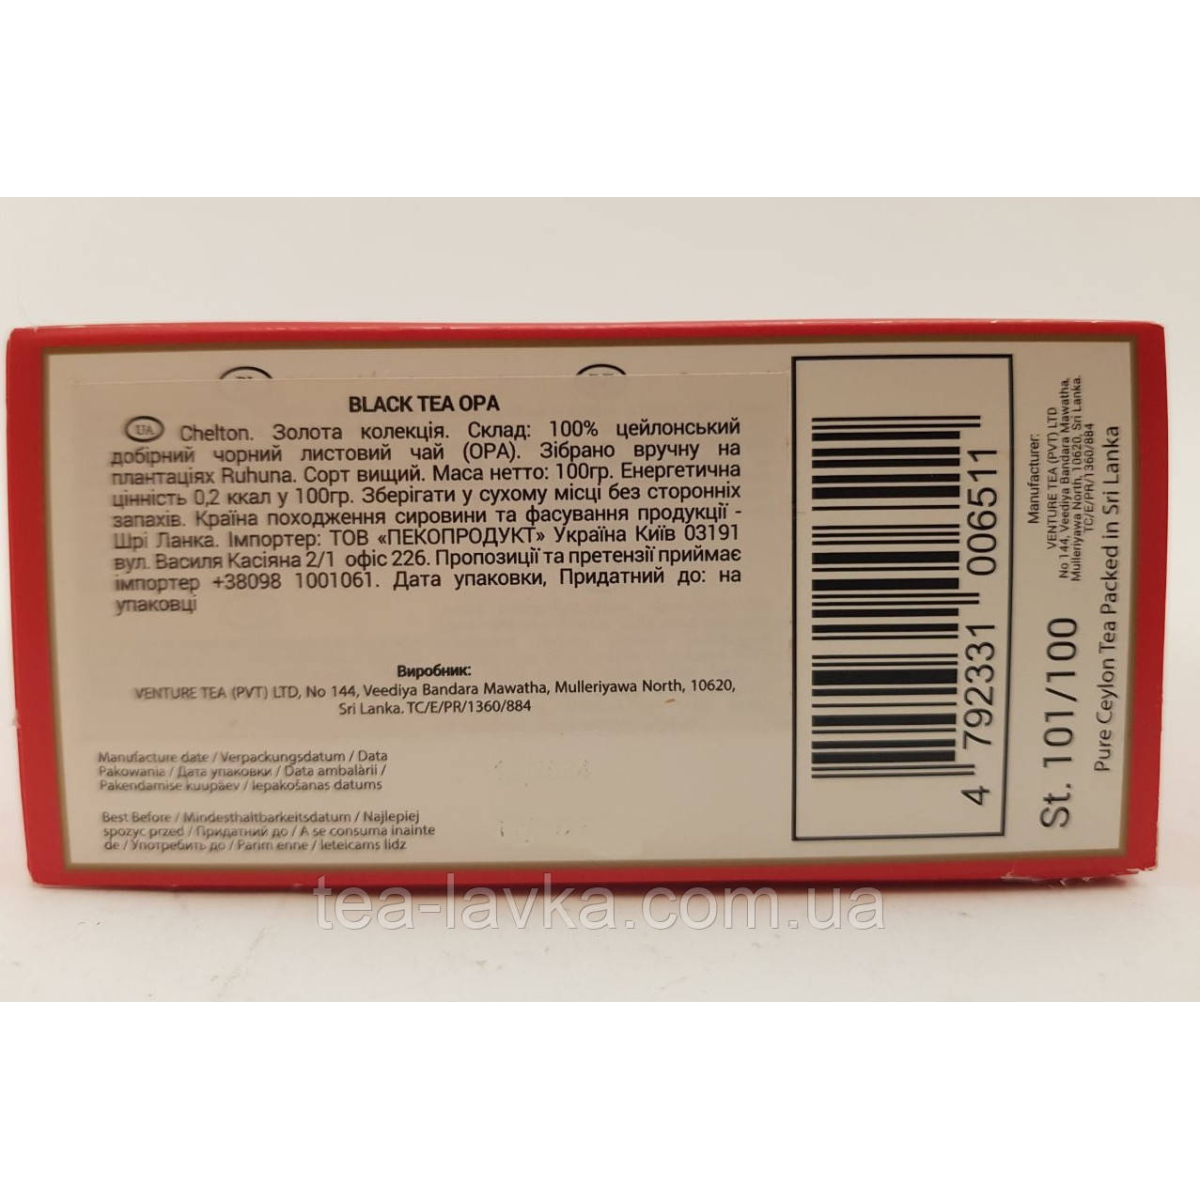 BLACK TEA OPA
UA Chelton. Золота колекція. Склад: 100% цейлонський
добірний чорний листовий чай (ОРА). Зібрано вручну на
плантаціях Ruhuna. Сорт вищий. Маса нетто: 100гр. Енергетична
цінність 0,2 ккал у 100гр. Зберігати у сухому місці без сторонніх
запахів. Країна походження сировини та фасування продукції -
Шрі Ланка. Імпортер: ТОВ «ПЕКОПРОДУКТ» Україна Київ 03191
вул. Василя Касіяна 2/1 офіс 226. Пропозиції та претензії приймає
імпортер +38098 1001061. Дата упаковки, Придатний до: на
упаковці
Виробник:
VENTURE TEA (PVT) LTD, No 144, Veediya Bandara Mawatha, Mulleriyawa North, 10620,
Sri Lanka. TC/E/PR/1360/884
Manufacture date / Verpackungsdatum / Data
Pakowania / Дата упаковки / Data ambalării /
Pakendamise kuupäev / Iepakošanas datums
Best Before / Mindesthaltbarkeitsdatum / Najlepiej
spozyc przed / Придатний до / A se consuma inainte
de / Употребить до / Parim enne / Ieteicams lidz
4 792331 006511
St. 101/100
Manufacturer:
VENTURE TEA (PVT) LTD
No 144, Veediya Bandara Mawatha,
Mulleriyawa North, 10620, Sri Lanka.
TC/E/PR/1360/884
Pure Ceylon Tea Packed in Sri Lanka
tea-lavka.com.ua